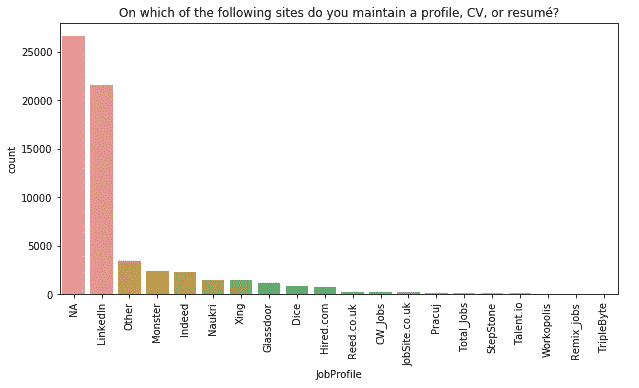 On which of the following sites do you maintain a profile, CV, or resumé?
count
25000
20000
15000
10000
5000
0
NA
LinkedIn
Other
Monster
Indeed
Naukri
Xing
Glassdoor
Dice
Hired.com
Reed.co.uk
CW_Jobs
JobSite.co.uk
Pracuj
Total_Jobs
StepStone
Talent.io
Workopolis
Remix_jobs
TripleByte
JobProfile